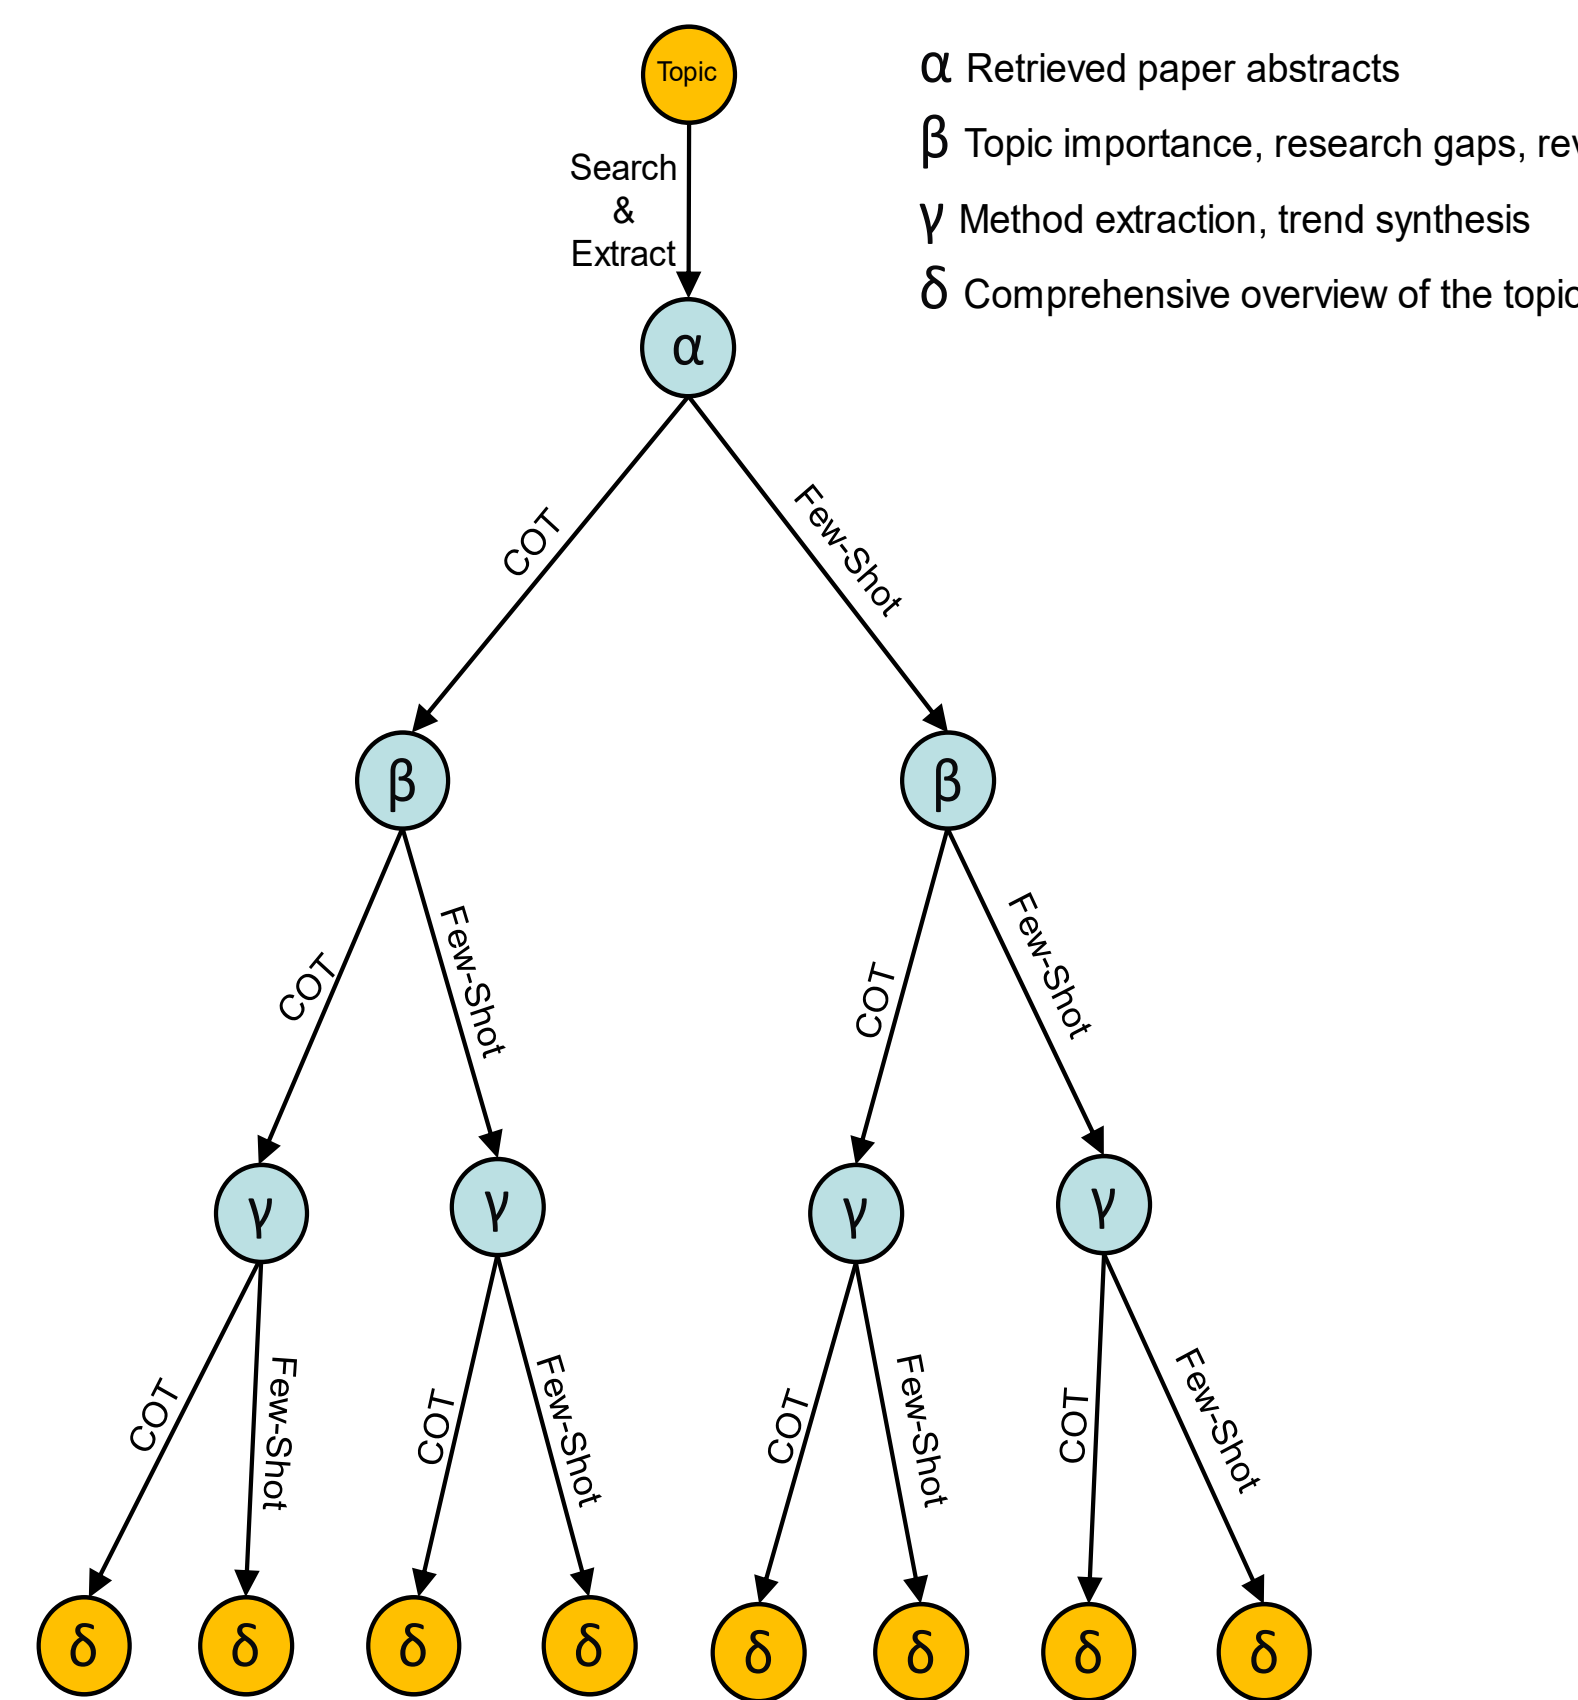 Topic
α Retrieved paper abstracts
β Topic importance, research gaps,
γ Method extraction, trend synthesis
δ Comprehensive overview of the topic
Search
&
Extract
α
COT
Few-Shot
β
β
COT
Few-Shot
COT
Few-Shot
γ
γ
γ
γ
COT
Few-Shot
COT
Few-Shot
COT
Few-Shot
COT
Few-Shot
δ
δ
δ
δ
δ
δ
δ
δ